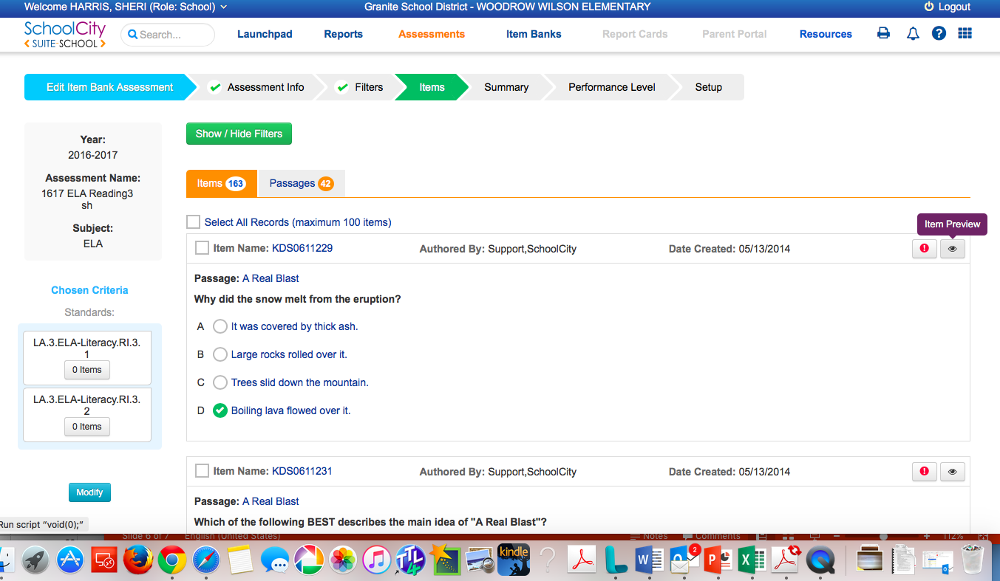 Welcome HARRIS, SHERI (Role: School)
Granite School District - WOODROW WILSON ELEMENTARY
Logout
SchoolCity
SUITE-SCHOOL
Search...
Launchpad
Reports
Assessments
Item Banks
Report Cards
Parent Portal
Resources
?
Edit Item Bank Assessment
Assessment Info
Filters
Items
Summary
Performance Level
Setup
Year:
2016-2017
Assessment Name:
1617 ELA Reading3
sh
Subject:
ELA
Chosen Criteria
Standards:
LA.3.ELA-Literacy.RI.3.
1
0 Items
LA.3.ELA-Literacy.RI.3.
2
0 Items
Modify
Show / Hide Filters
Items 163
Passages 42
Select All Records (maximum 100 items)
Item Preview
Item Name: KDS0611229
Authored By: Support,SchoolCity
Date Created: 05/13/2014
Passage: A Real Blast
Why did the snow melt from the eruption?
A It was covered by thick ash.
B Large rocks rolled over it.
C Trees slid down the mountain.
D Boiling lava flowed over it.
Item Name: KDS0611231
Authored By: Support,SchoolCity
Date Created: 05/13/2014
Passage: A Real Blast
Which of the following BEST describes the main idea of "A Real Blast"?
Run script “void(0);”
Slide 6 of 7
English (United States)
Notes
Comments
112%
TL
4
kindle
?
L
W
2
P
X